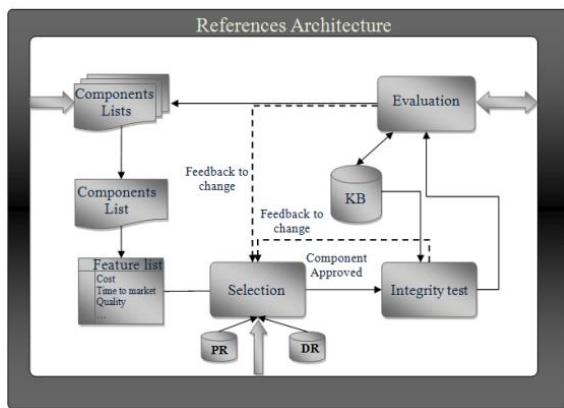 References Architecture
Components
Lists
Evaluation
Feedback to
change
Components
List
KB
Feedback to
change
Feature list
Cost
Time to market
Quality
...
Selection
Component
Approved
Integrity test
PR
DR